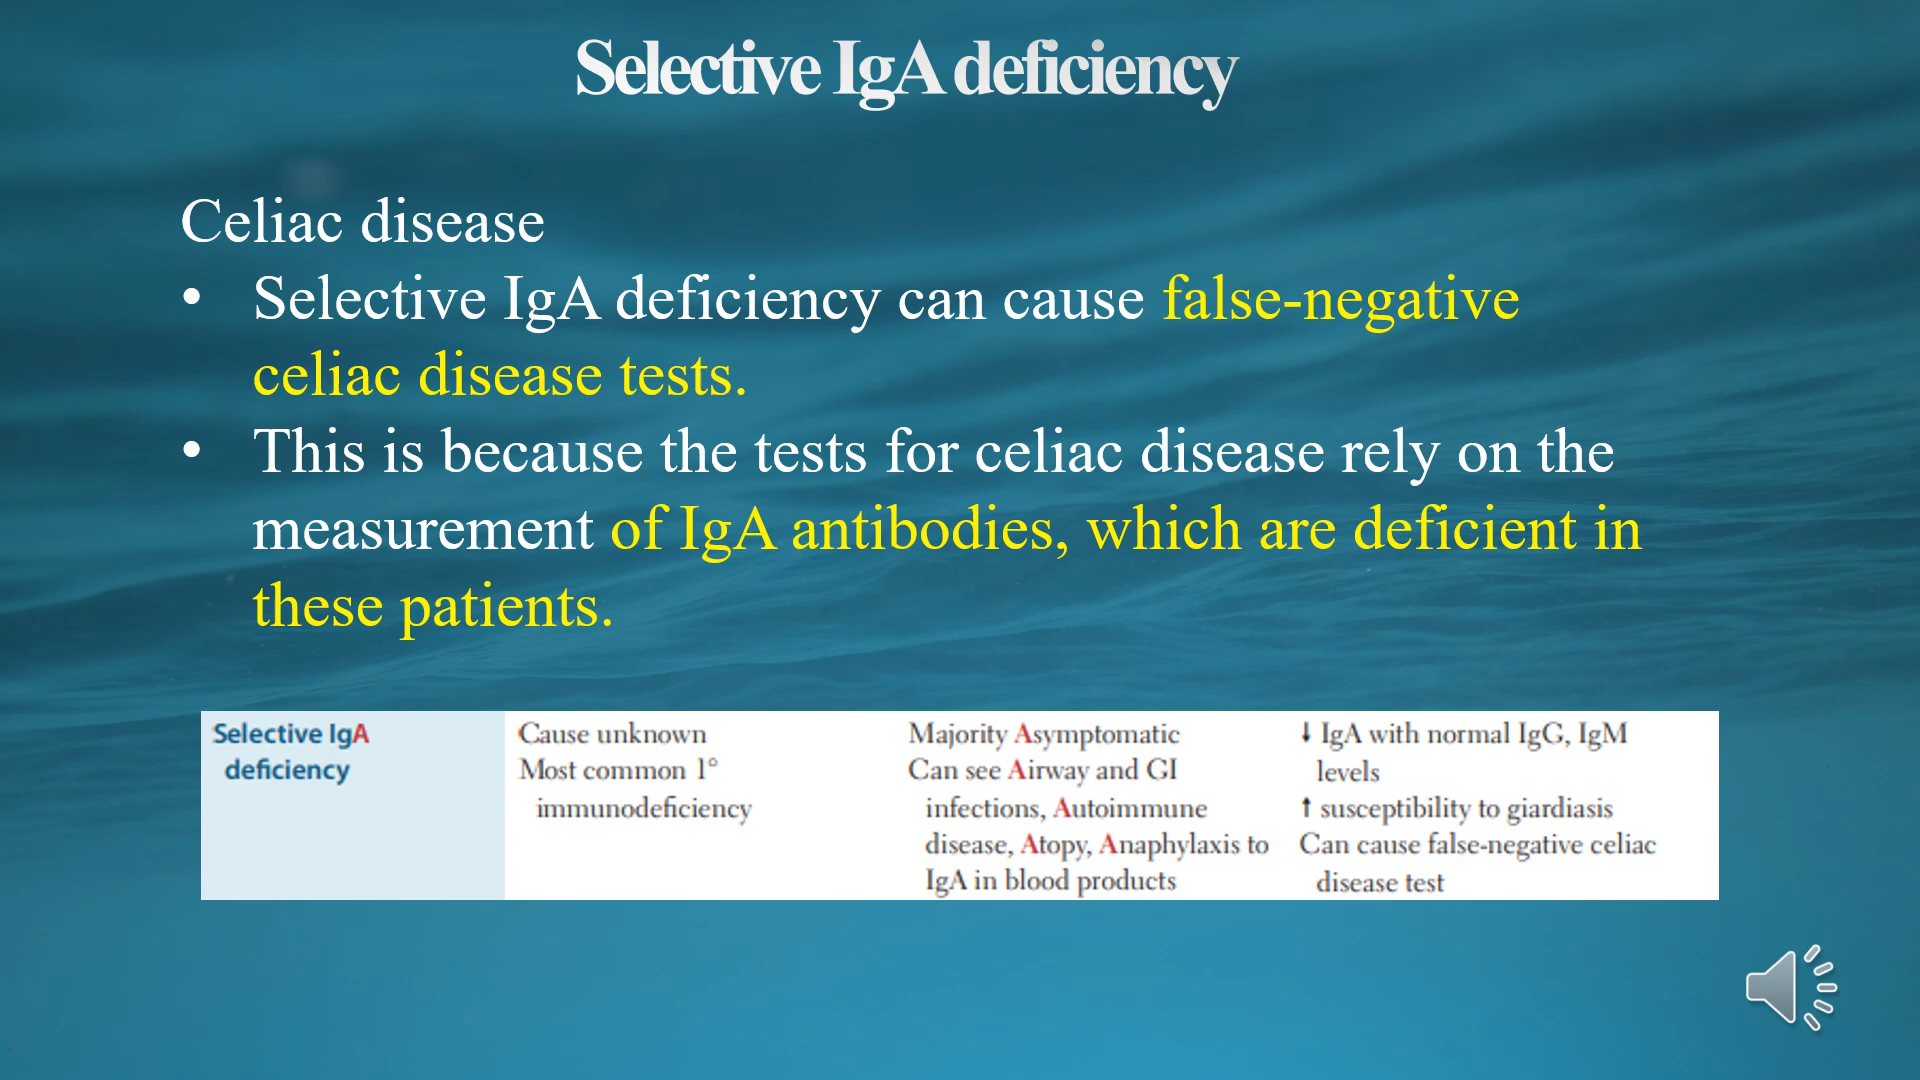 Selective IgA deficiency
Celiac disease
• Selective IgA deficiency can cause false-negative
celiac disease tests.
• This is because the tests for celiac disease rely on the
measurement of IgA antibodies, which are deficient in
these patients.
Selective IgA
deficiency
Cause unknown
Most common 1°
immunodeficiency
Majority Asymptomatic
Can see Airway and GI
infections, Autoimmune
disease, Atopy, Anaphylaxis to
IgA in blood products
↓ IgA with normal IgG, IgM
levels
↑ susceptibility to giardiasis
Can cause false-negative celiac
disease test